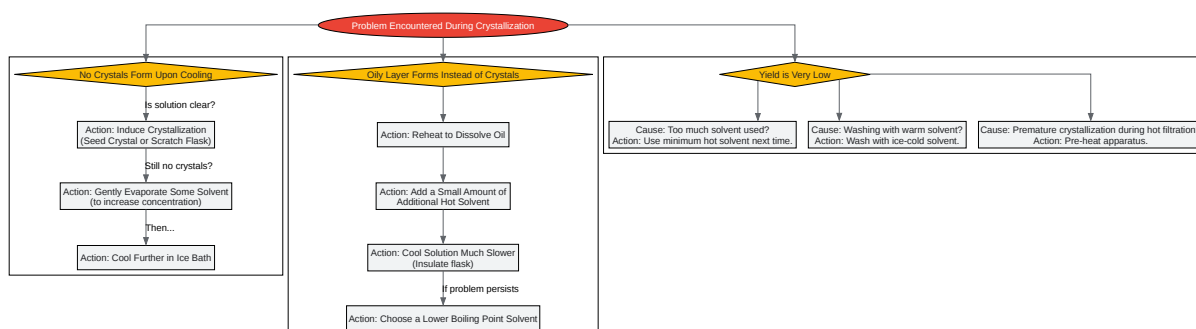 Problem Encountered During Crystallization
No Crystals Form Upon Cooling
Is solution clear?
Action: Induce Crystallization
(Seed Crystal or Scratch Flask)
Still no crystals?
Action: Gently Evaporate Some Solvent
(to increase concentration)
Then...
Action: Cool Further in Ice Bath
Oily Layer Forms Instead of Crystals
Action: Reheat to Dissolve Oil
Action: Add a Small Amount of
Additional Hot Solvent
Action: Cool Solution Much Slower
(Insulate flask)
If problem persists
Action: Choose a Lower Boiling Point Solvent
Yield is Very Low
Cause: Too much solvent used?
Action: Use minimum hot solvent next time.
Cause: Washing with warm solvent?
Action: Wash with ice-cold solvent.
Cause: Premature crystallization during hot filtration
Action: Pre-heat apparatus.